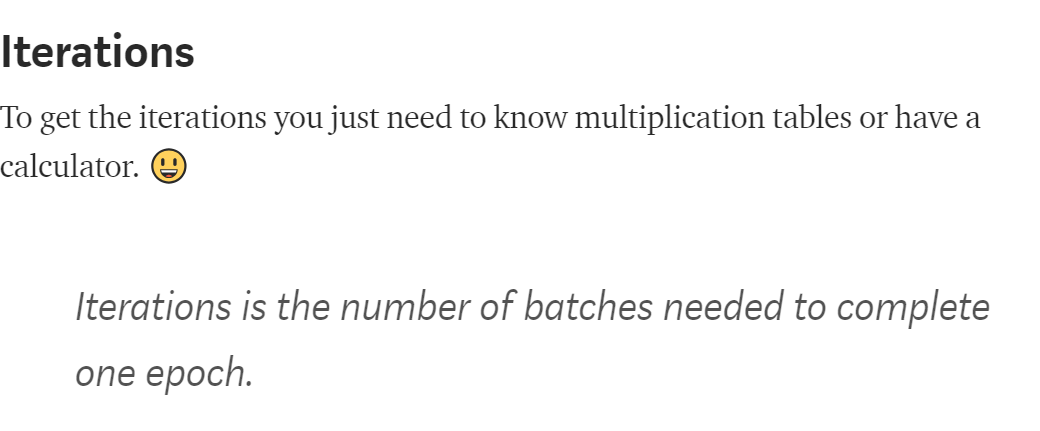 Iterations
To get the iterations you just need to know multiplication tables or have a
calculator. 😃
Iterations is the number of batches needed to complete
one epoch.